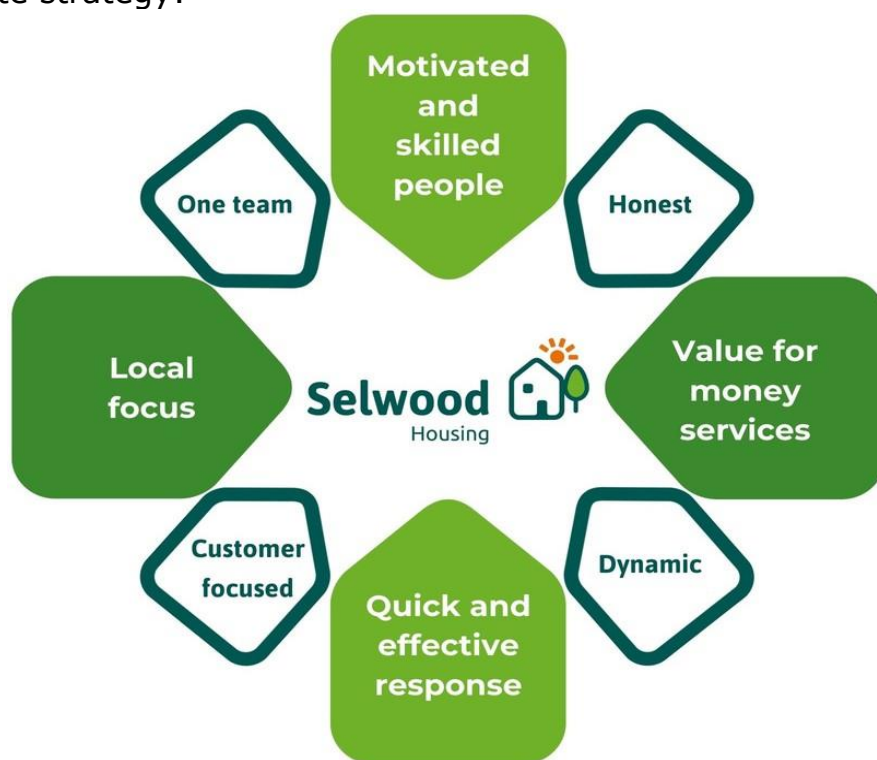 Motivated
and
skilled
people
One team
Honest
Local
focus
Selwood
Housing
Value for
money
services
Customer
focused
Dynamic
Quick and
effective
response